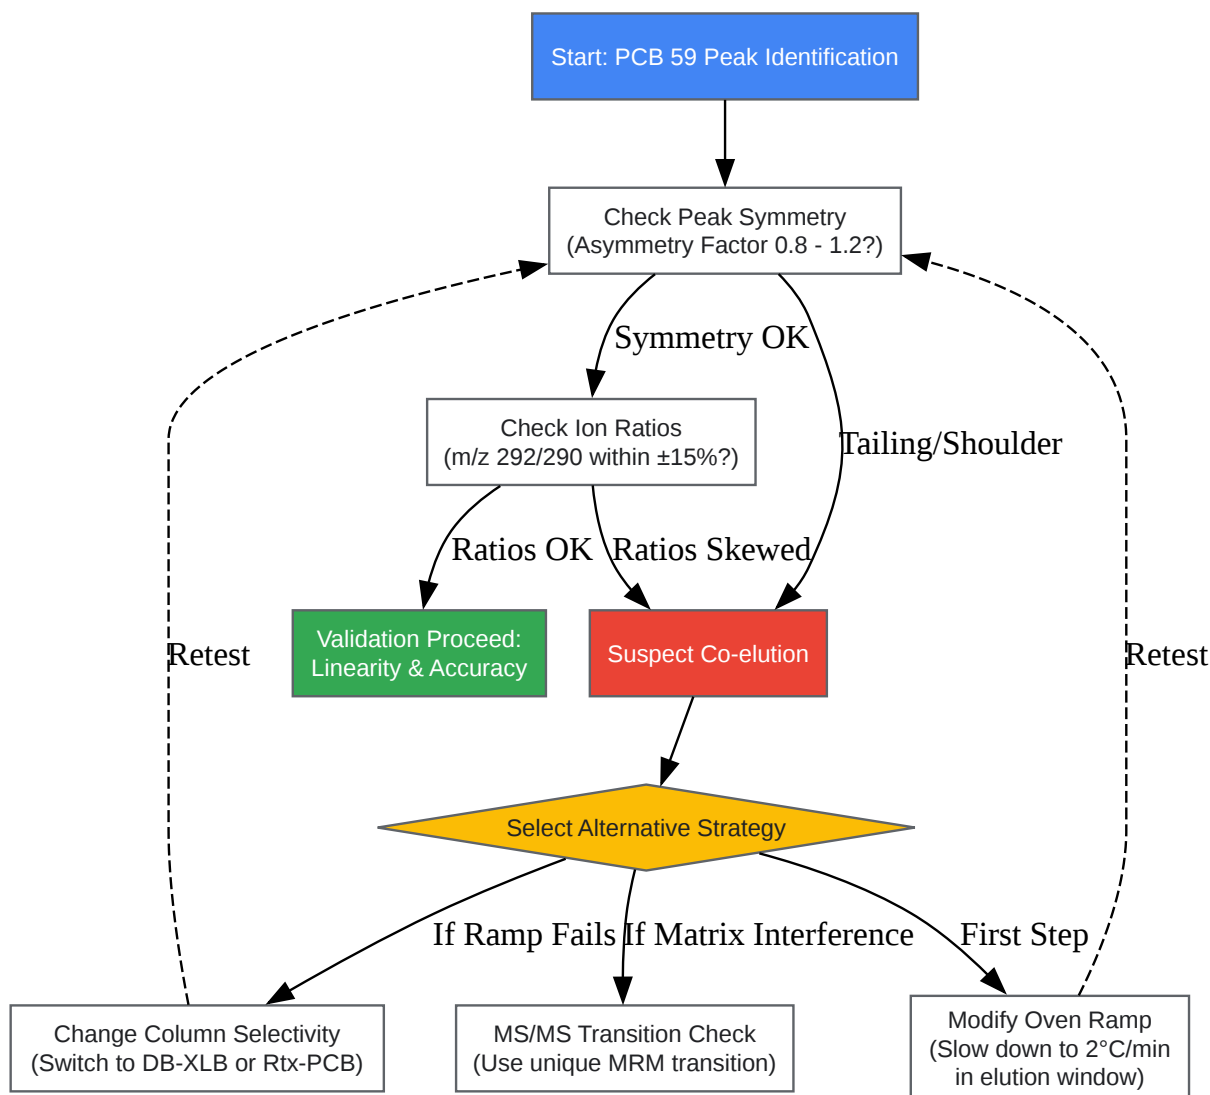 Start: PCB 59 Peak Identification
Check Peak Symmetry
(Asymmetry Factor 0.8 - 1.2?)
Symmetry OK
Check Ion Ratios
(m/z 292/290 within ±15%?)
Tailing/Shoulder
Ratios OK
Ratios Skewed
Validation Proceed:
Linearity & Accuracy
Suspect Co-elution
Retest
Retest
Select Alternative Strategy
If Ramp Fails
If Matrix Interference
First Step
Change Column Selectivity
(Switch to DB-XLB or Rtx-PCB)
MS/MS Transition Check
(Use unique MRM transition)
Modify Oven Ramp
(Slow down to 2°C/min
in elution window)